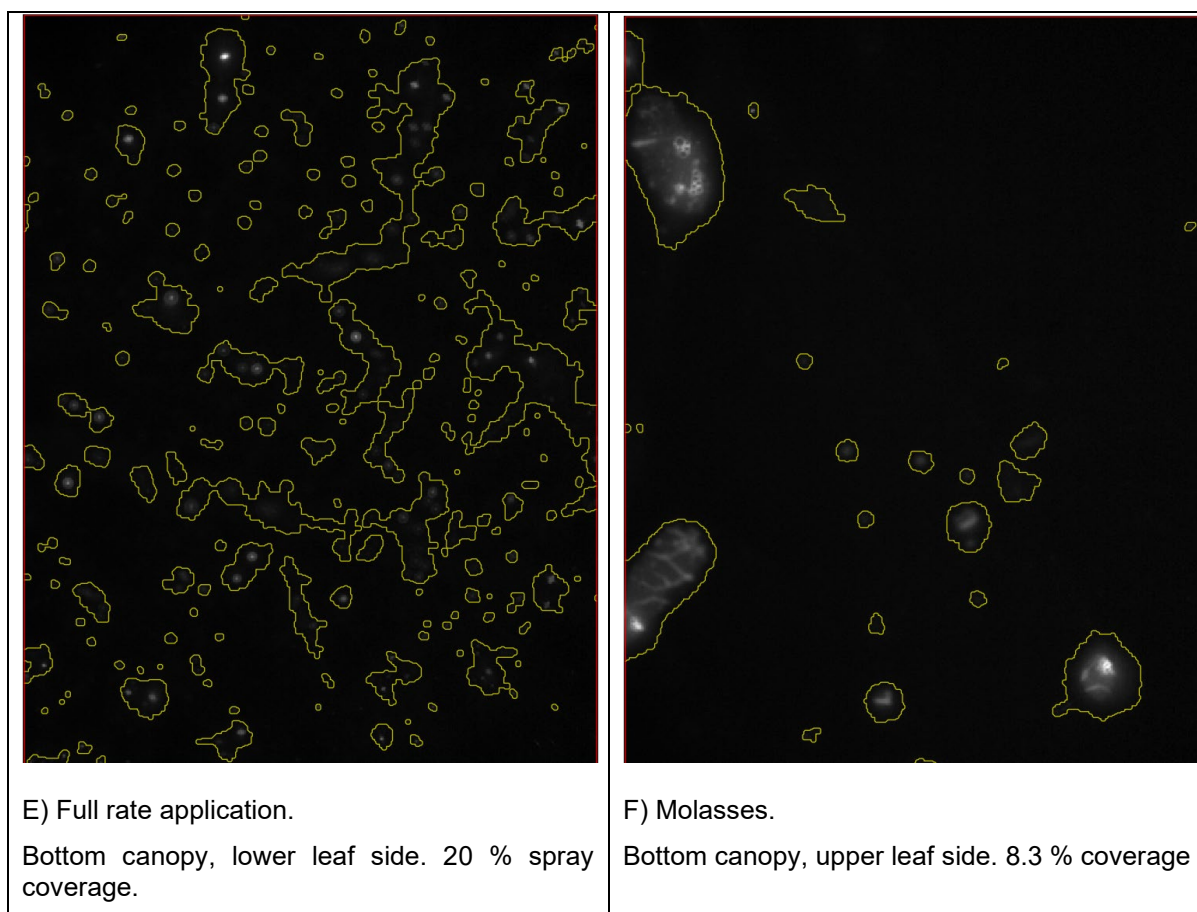 E) Full rate application.
Bottom canopy, lower leaf side. 20 % spray
coverage.
F) Molasses.
Bottom canopy, upper leaf side. 8.3 % coverage